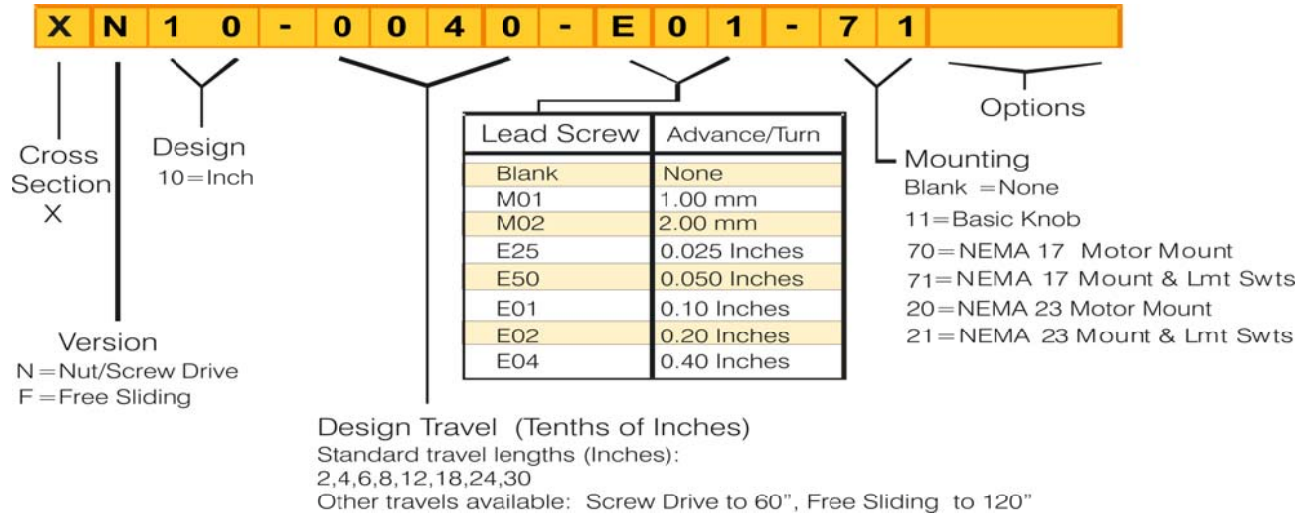 X N 1 0 - 0 0 4 0 - E 0 1 - 7 1
Cross
Section
X
Design
10=Inch
Version
N=Nut/Screw Drive
F=Free Sliding
Lead Screw Advance/Turn
Blank None
M01 1.00 mm
M02 2.00 mm
E25 0.025 Inches
E50 0.050 Inches
E01 0.10 Inches
E02 0.20 Inches
E04 0.40 Inches
Options
Mounting
Blank =None
11=Basic Knob
70=NEMA 17 Motor Mount
71=NEMA 17 Mount & Lmt Swts
20=NEMA 23 Motor Mount
21=NEMA 23 Mount & Lmt Swts
Design Travel (Tenths of Inches)
Standard travel lengths (Inches):
2,4,6,8,12,18,24,30
Other travels available: Screw Drive to 60”, Free Sliding to 120”